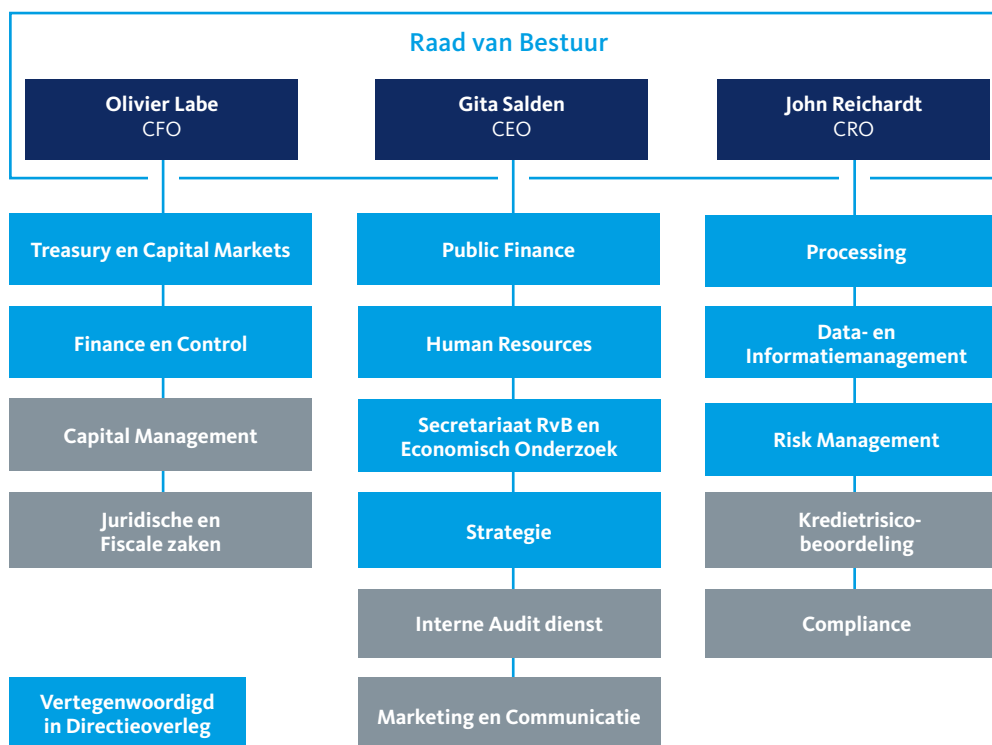 Raad van Bestuur
Olivier Labe
CFO
Gita Salden
CEO
John Reichardt
CRO
Treasury en Capital Markets
Finance en Control
Capital Management
Juridische en
Fiscale zaken
Public Finance
Human Resources
Secretariaat RvB en
Economisch Onderzoek
Strategie
Interne Audit dienst
Marketing en Communicatie
Processing
Data- en
Informatiemanagement
Risk Management
Kredietrisico-
beoordeling
Compliance
Vertegenwoordigd
in Directieoverleg